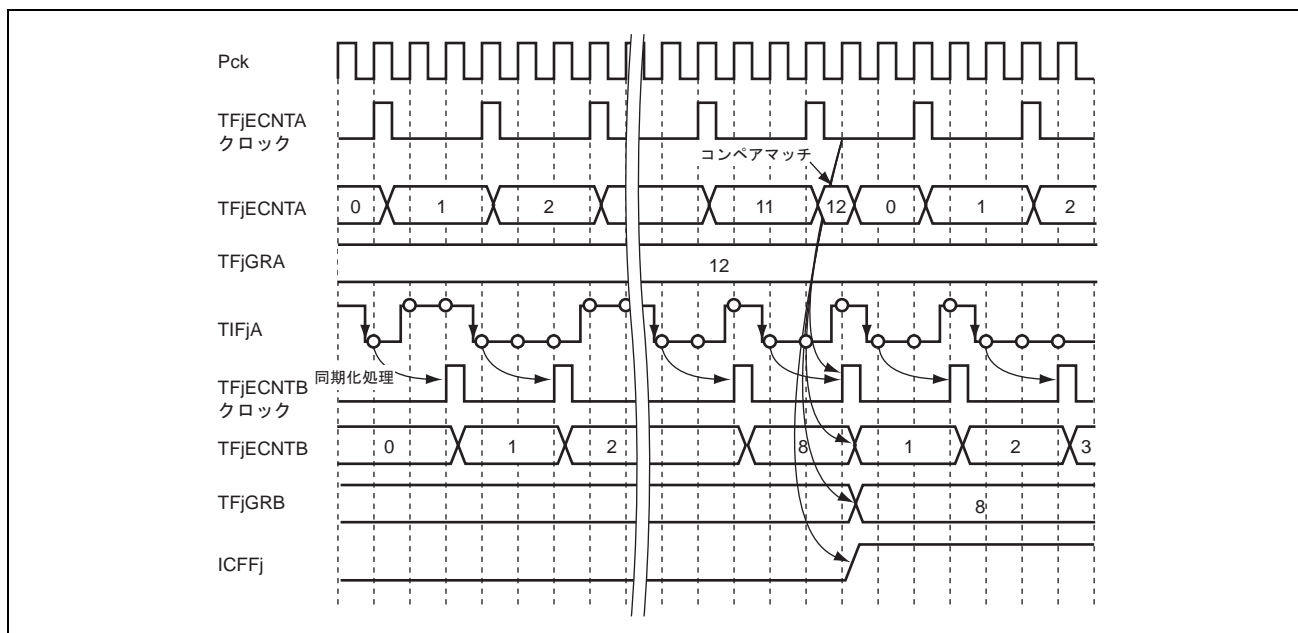 Pck
TFjECNTA
クロック
コンペアマッチ
TFjECNTA
0 1 2 11 12 0 1 2
TFjGRA
12
TIFjA
同期化処理
TFjECNTB
クロック
TFjECNTB
0 1 2 8 1 2 3
TFjGRB
8
ICFFj